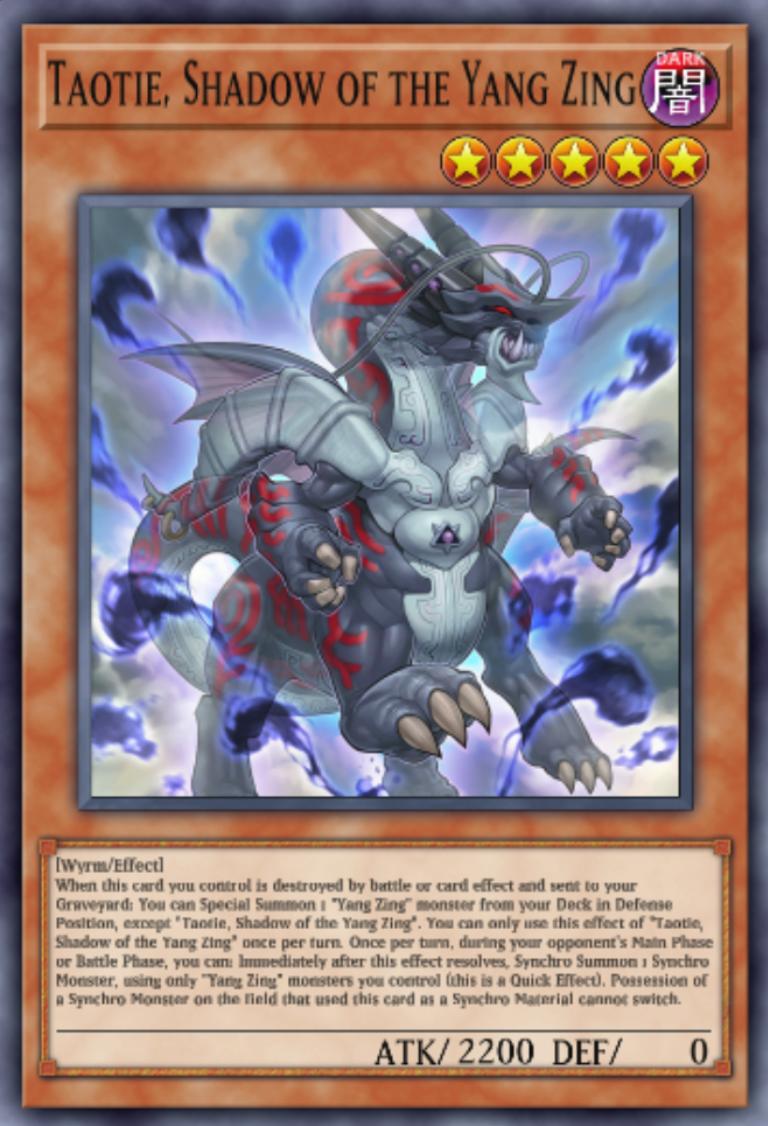 Taotie, Shadow of the Yang Zing
DARK
闇
[Wyrm/Effect]
When this card you control is destroyed by battle or card effect and sent to your
Graveyard: You can Special Summon 1 "Yang Zing" monster from your Deck in Defense
Position, except "Taotie, Shadow of the Yang Zing". You can only use this effect of "Taotie,
Shadow of the Yang Zing" once per turn. Once per turn, during your opponent's Main Phase
or Battle Phase, you can: Immediately after this effect resolves, Synchro Summon 1 Synchro
Monster, using only "Yang Zing" monsters you control (this is a Quick Effect). Possession of
a Synchro Monster on the field that used this card as a Synchro Material cannot switch.
ATK/ 2200 DEF/ 0